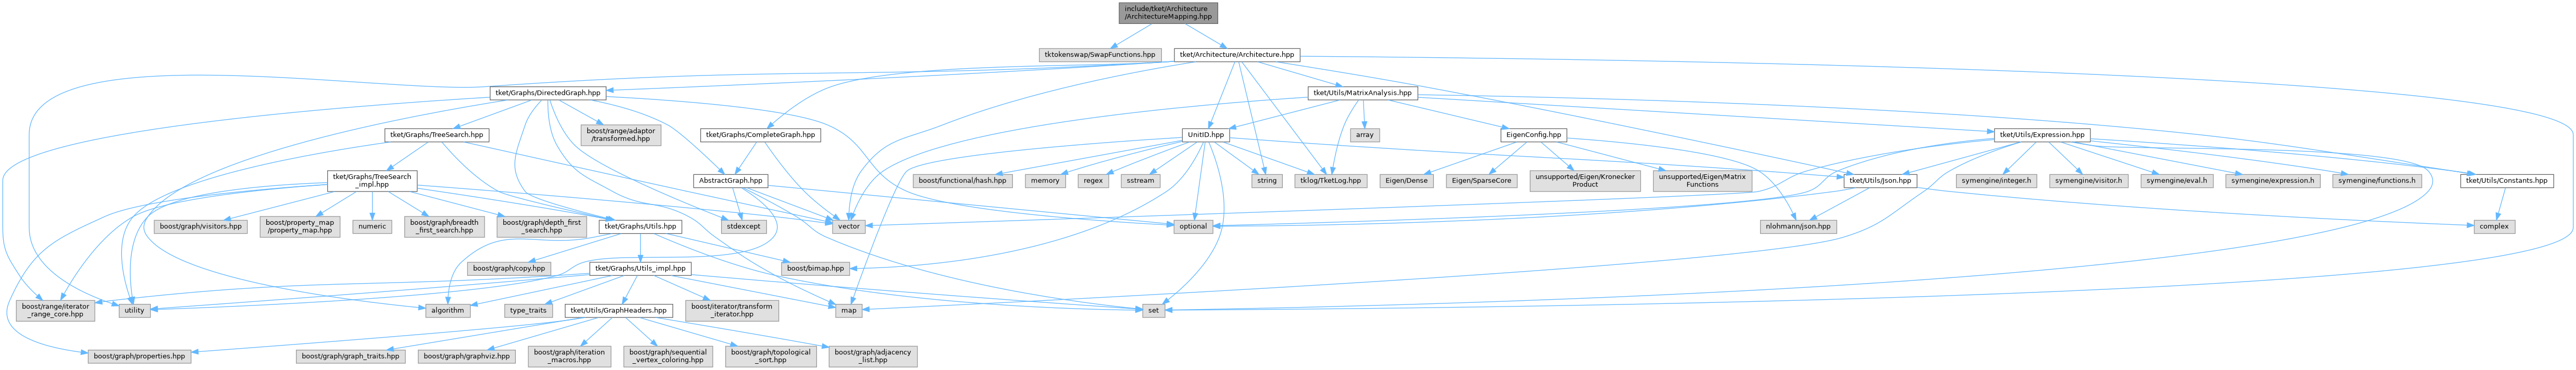 include/tket/Architecture
/ArchitectureMapping.hpp
tktokenswap/SwapFunctions.hpp
tket/Architecture/Architecture.hpp
tket/Graphs/DirectedGraph.hpp
tket/Utils/MatrixAnalysis.hpp
tket/Graphs/TreeSearch.hpp
boost/range/adaptor
/transformed.hpp
tket/Graphs/CompleteGraph.hpp
UnitID.hpp
array
EigenConfig.hpp
tket/Utils/Expression.hpp
tket/Graphs/TreeSearch
_impl.hpp
AbstractGraph.hpp
boost/functional/hash.hpp
memory
regex
sstream
string
tklog/TketLog.hpp
Eigen/Dense
Eigen/SparseCore
unsupported/Eigen/Kronecker
Product
unsupported/Eigen/Matrix
Functions
tket/Utils/Json.hpp
symengine/integer.h
symengine/visitor.h
symengine/eval.h
symengine/expression.h
symengine/functions.h
tket/Utils/Constants.hpp
boost/graph/visitors.hpp
boost/property_map
/property_map.hpp
numeric
boost/graph/breadth
_first_search.hpp
boost/graph/depth_first
_search.hpp
tket/Graphs/Utils.hpp
stdexcept
vector
optional
nlohmann/json.hpp
complex
boost/graph/copy.hpp
tket/Graphs/Utils_impl.hpp
boost/bimap.hpp
boost/range/iterator
_range_core.hpp
utility
algorithm
type_traits
tket/Utils/GraphHeaders.hpp
boost/iterator/transform
_iterator.hpp
map
set
boost/graph/properties.hpp
boost/graph/graph_traits.hpp
boost/graph/graphviz.hpp
boost/graph/iteration
_macros.hpp
boost/graph/sequential
_vertex_coloring.hpp
boost/graph/topological
_sort.hpp
boost/graph/adjacency
_list.hpp